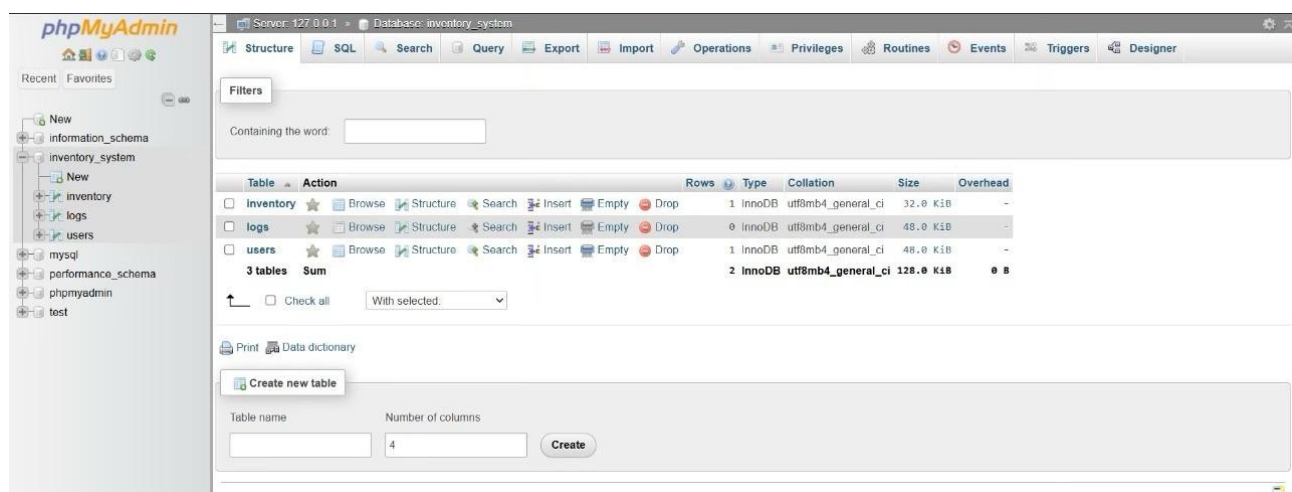 phpMyAdmin
Recent Favorites
New
information_schema
inventory_system
New
inventory
logs
users
mysql
performance_schema
phpmyadmin
test
Server: 127.0.0.1 » Database: inventory_system
Structure SQL Search Query Export Import Operations Privileges Routines Events Triggers Designer
Filters
Containing the word:
Table Action Rows Type Collation Size Overhead
inventory Browse Structure Search Insert Empty Drop 1 InnoDB utf8mb4_general_ci 32.0 KiB -
logs Browse Structure Search Insert Empty Drop 0 InnoDB utf8mb4_general_ci 48.0 KiB -
users Browse Structure Search Insert Empty Drop 1 InnoDB utf8mb4_general_ci 48.0 KiB -
3 tables Sum 2 InnoDB utf8mb4_general_ci 128.0 KiB 0 B
Check all With selected:
Print Data dictionary
Create new table
Table name Number of columns
4 Create